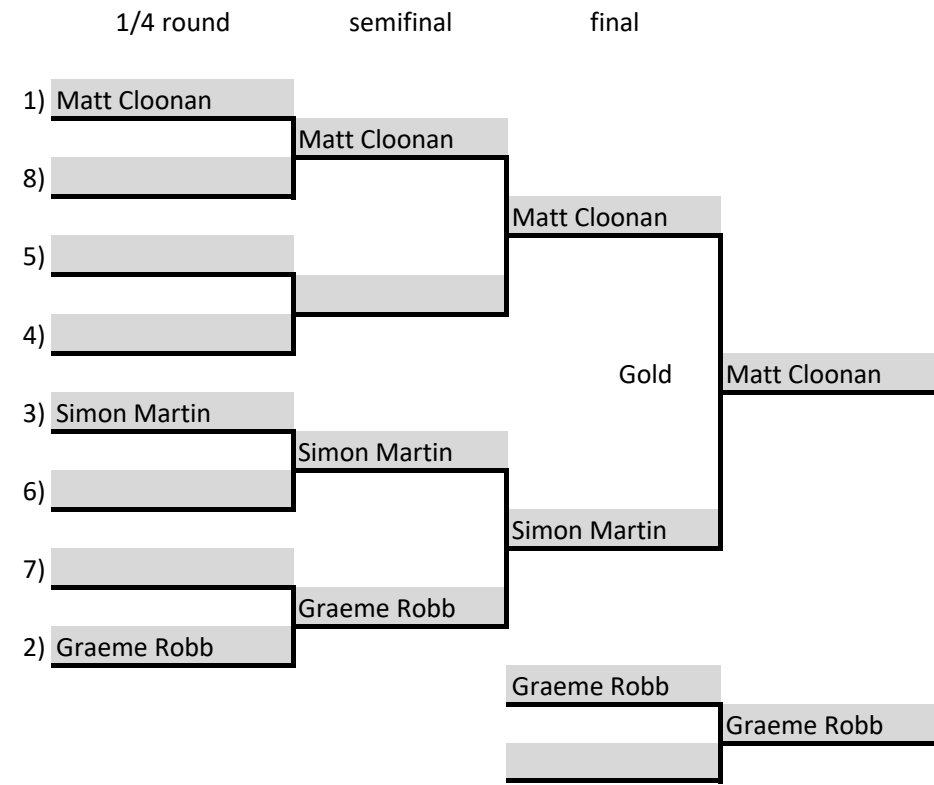 1/4 round semifinal final
1) Matt Cloonan
Matt Cloonan
8)
Matt Cloonan
5)
4)
Gold Matt Cloonan
3) Simon Martin
Simon Martin
6)
Simon Martin
7)
Graeme Robb
2) Graeme Robb
Graeme Robb
Graeme Robb